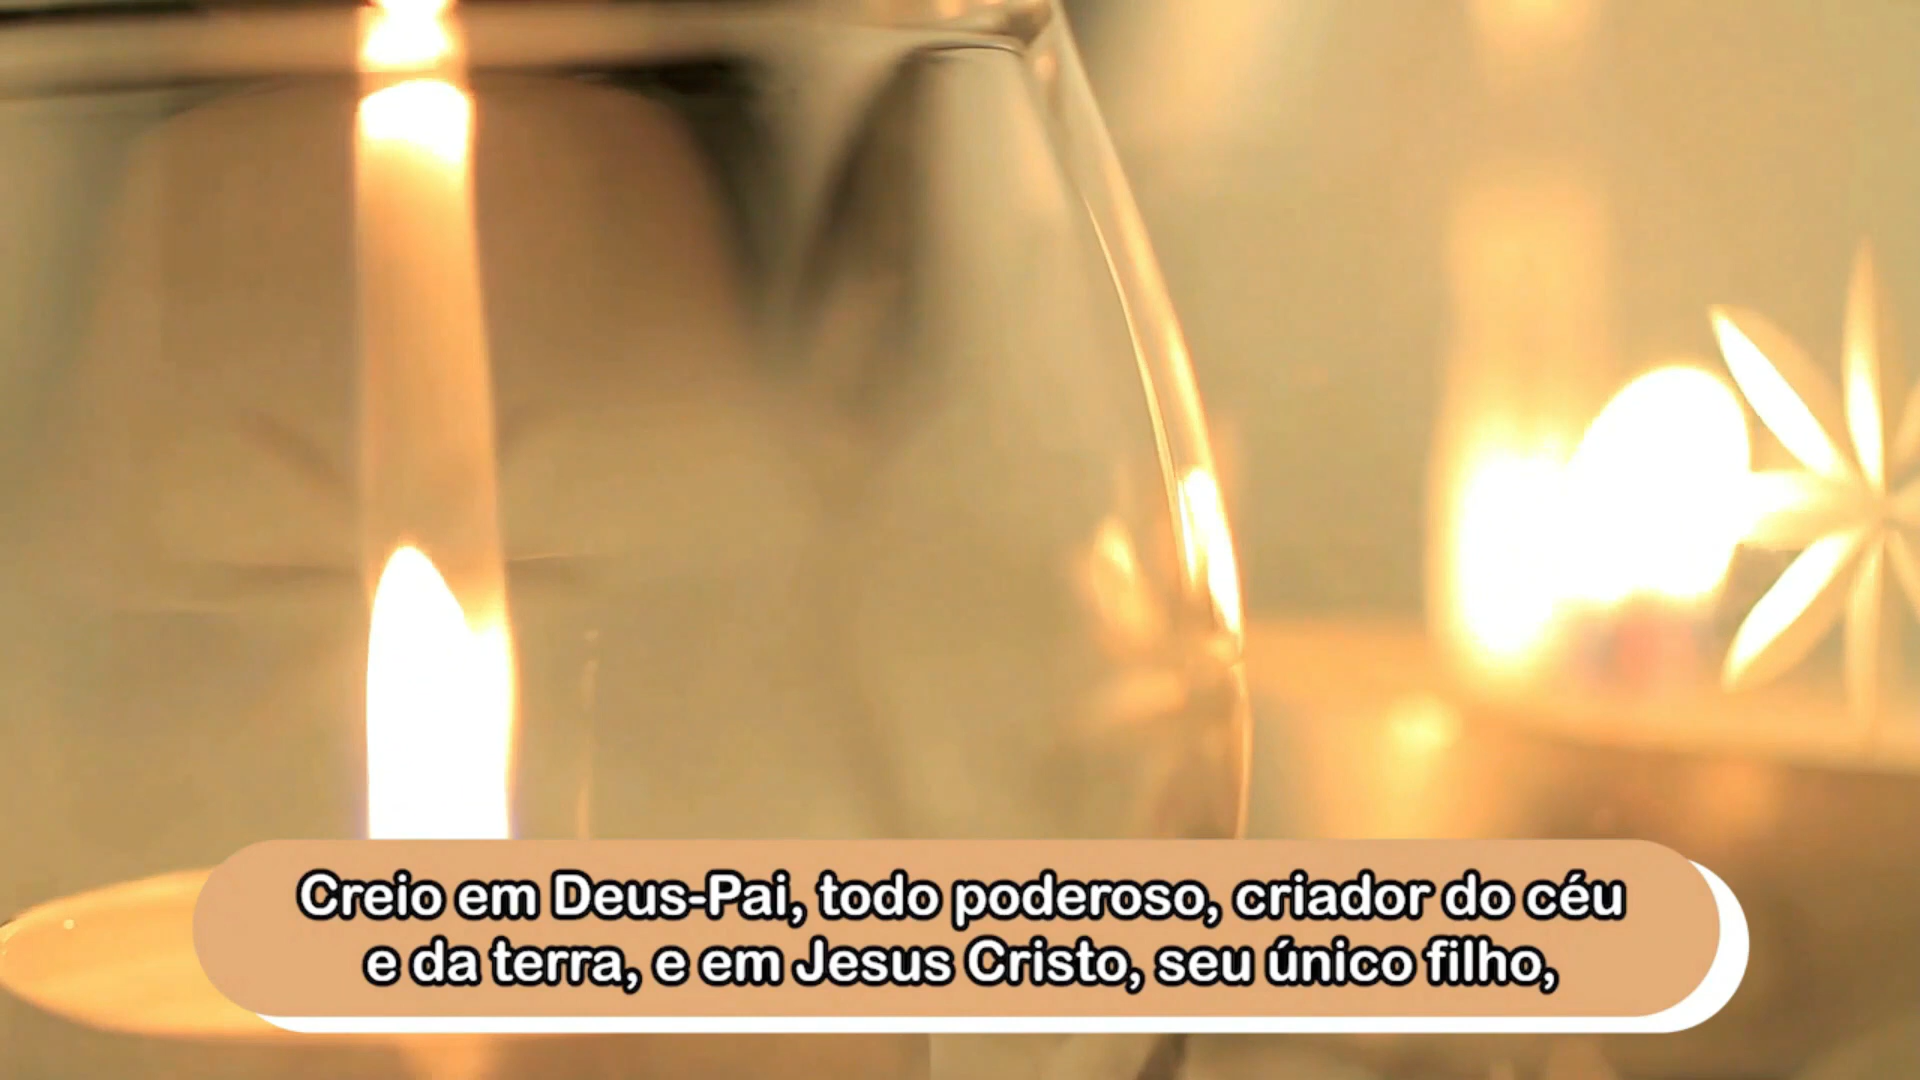 Creio em Deus-Pai, todo poderoso, criador do céu
e da terra, e em Jesus Cristo, seu único filho,